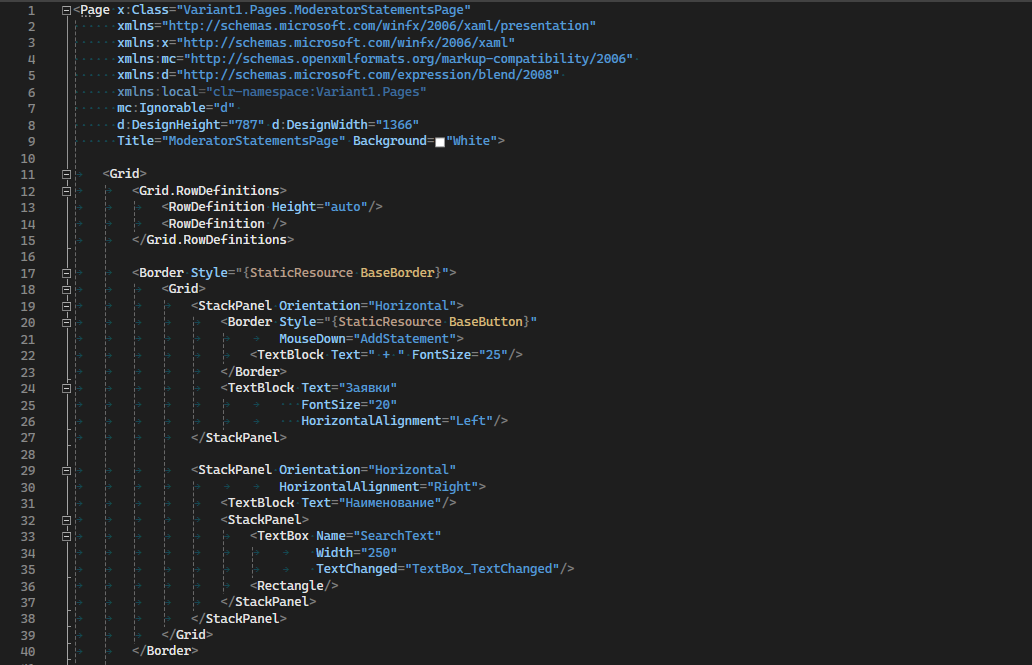 1 <Page x:Class="Variant1.Pages.ModeratorStatementsPage"
2 xmlns="http://schemas.microsoft.com/winfx/2006/xaml/presentation"
3 xmlns:x="http://schemas.microsoft.com/winfx/2006/xaml"
4 xmlns:mc="http://schemas.openxmlformats.org/markup-compatibility/2006"
5 xmlns:d="http://schemas.microsoft.com/expression/blend/2008"
6 xmlns:local="clr-namespace:Variant1.Pages"
7 mc:Ignorable="d"
8 d:DesignHeight="787" d:DesignWidth="1366"
9 Title="ModeratorStatementsPage" Background="White">
10
11 <Grid>
12 <Grid.RowDefinitions>
13 <RowDefinition Height="auto"/>
14 <RowDefinition />
15 </Grid.RowDefinitions>
16
17 <Border Style="{StaticResource BaseBorder}">
18 <Grid>
19 <StackPanel Orientation="Horizontal">
20 <Border Style="{StaticResource BaseButton}"
21 MouseDown="AddStatement">
22 <TextBlock Text=" + " FontSize="25"/>
23 </Border>
24 <TextBlock Text="Заявки"
25 FontSize="20"
26 HorizontalAlignment="Left"/>
27 </StackPanel>
28
29 <StackPanel Orientation="Horizontal"
30 HorizontalAlignment="Right">
31 <TextBlock Text="Наименование"/>
32 <StackPanel>
33 <TextBox Name="SearchText"
34 Width="250"
35 TextChanged="TextBox_TextChanged"/>
36 <Rectangle/>
37 </StackPanel>
38 </StackPanel>
39 </Grid>
40 </Border>